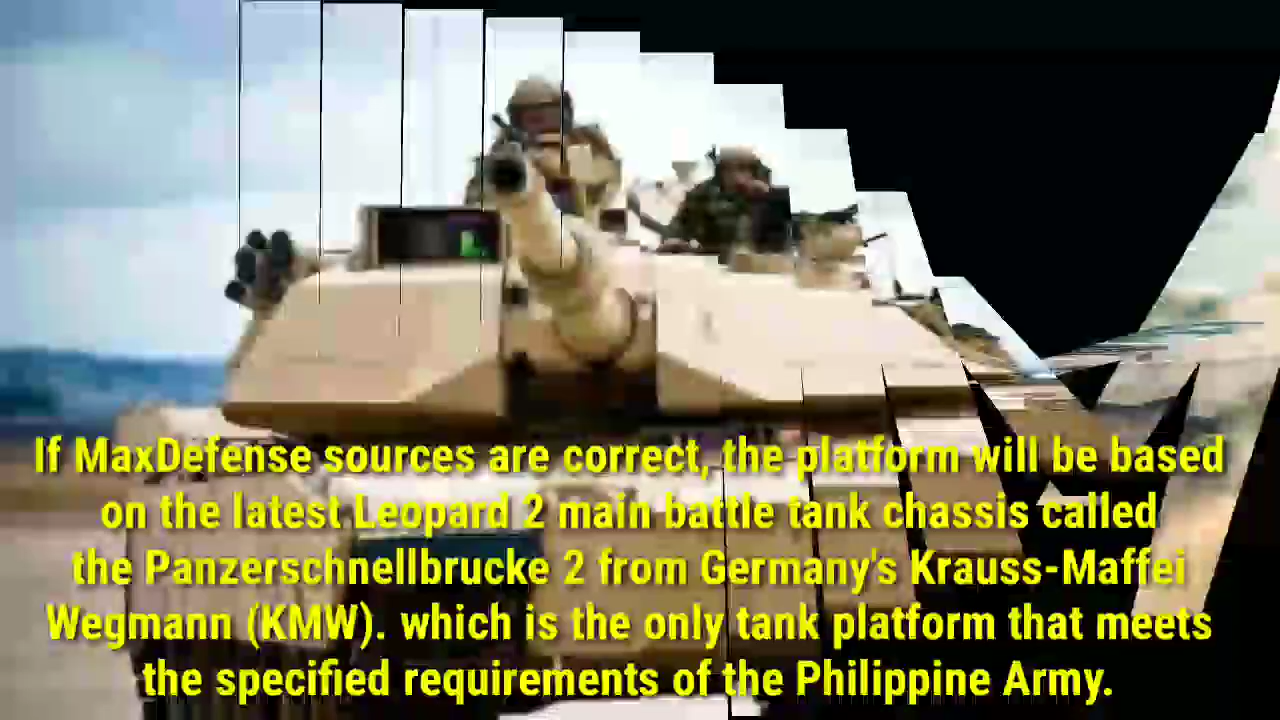 If MaxDefense sources are correct, the platform will be based
on the latest Leopard 2 main battle tank chassis called
the Panzerschnellbrucke 2 from Germany's Krauss-Maffei
Wegmann (KMW). which is the only tank platform that meets
the specified requirements of the Philippine Army.